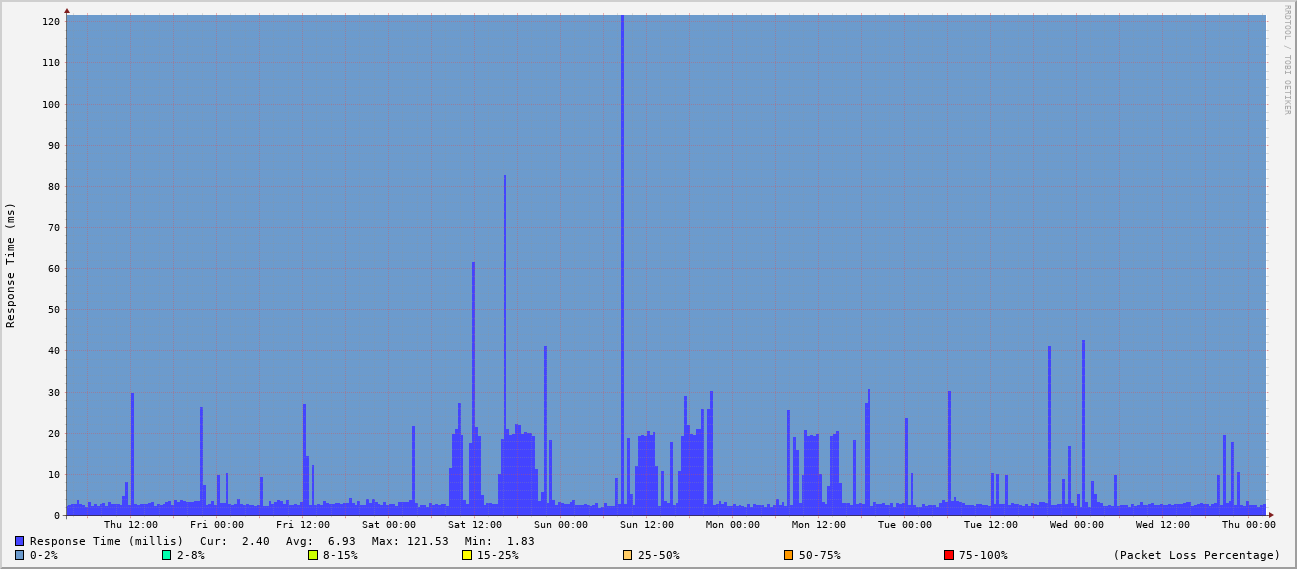 RRDTOOL / TOBI OETIKER
Response Time (ms)
120
110
100
90
80
70
60
50
40
30
20
10
0
Thu 12:00 Fri 00:00 Fri 12:00 Sat 00:00 Sat 12:00 Sun 00:00 Sun 12:00 Mon 00:00 Mon 12:00 Tue 00:00 Tue 12:00 Wed 00:00 Wed 12:00 Thu 00:00
Response Time (millis) Cur: 2.40 Avg: 6.93 Max: 121.53 Min: 1.83
0-2% 2-8% 8-15% 15-25% 25-50% 50-75% 75-100% (Packet Loss Percentage)